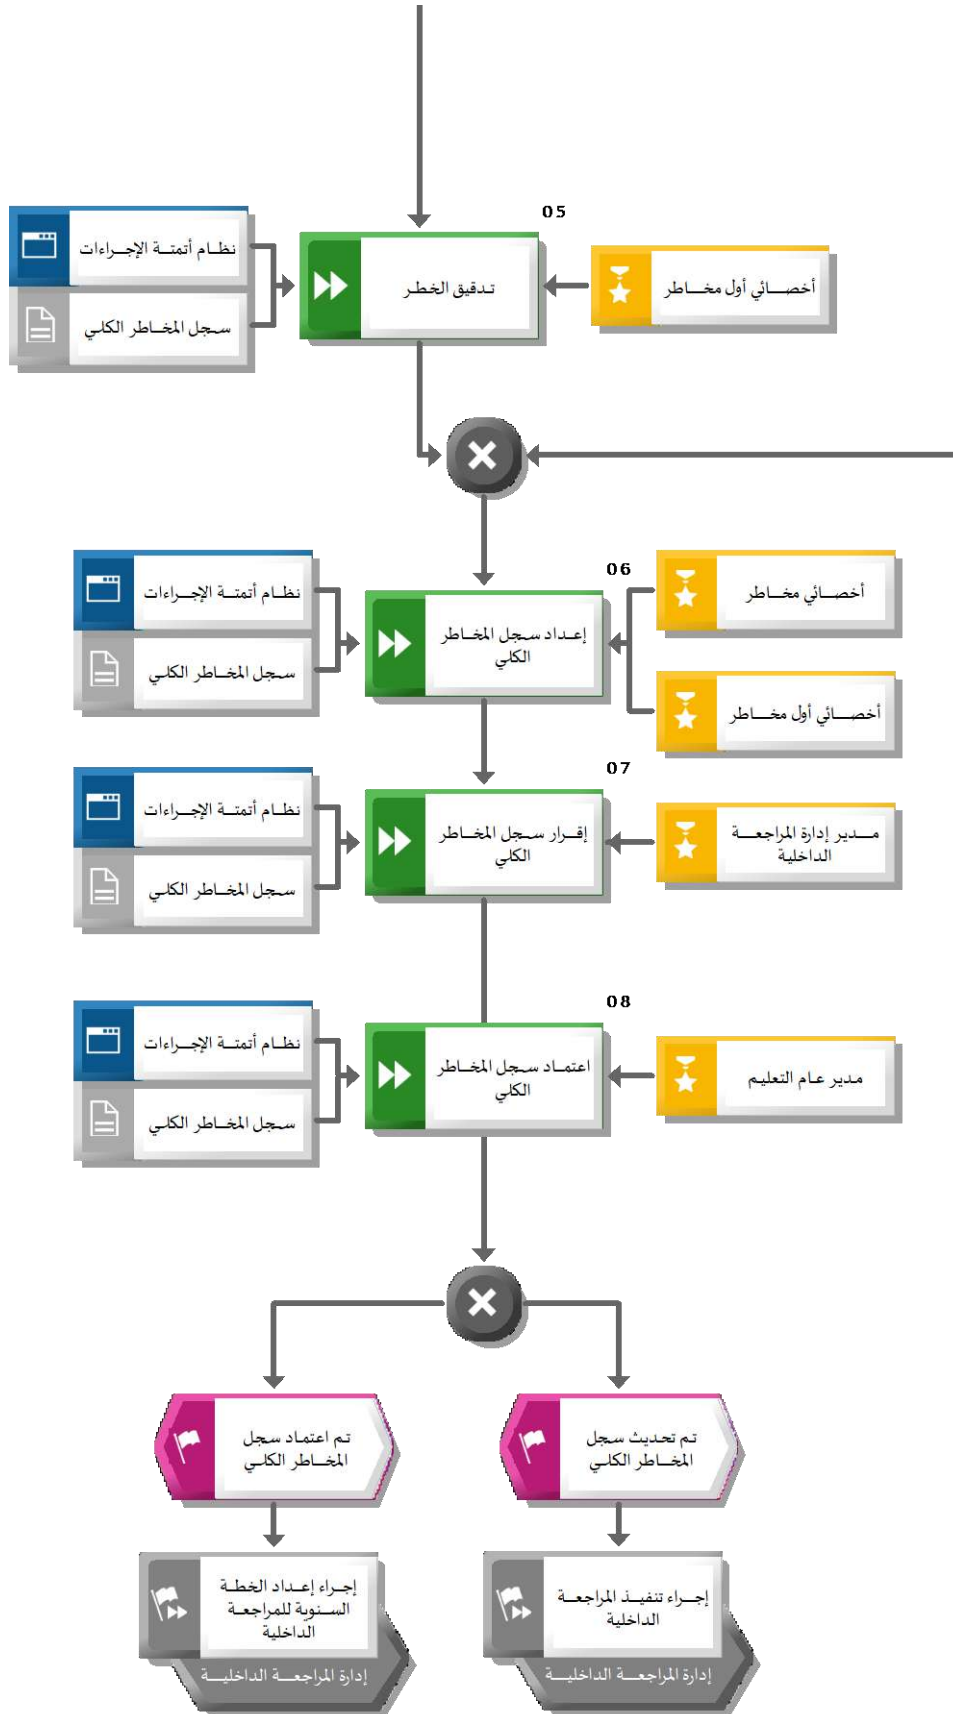 05
أخصائي أول مخاطر
تدقيق الخطر
نظام أتمتة الإجراءات
سجل المخاطر الكلي
06
أخصائي مخاطر
أخصائي أول مخاطر
إعداد سجل المخاطر
الكلي
نظام أتمتة الإجراءات
سجل المخاطر الكلي
07
مدير إدارة المراجعة
الداخلية
إقرار سجل المخاطر
الكلي
نظام أتمتة الإجراءات
سجل المخاطر الكلي
08
مدير عام التعليم
اعتماد سجل المخاطر
الكلي
نظام أتمتة الإجراءات
سجل المخاطر الكلي
تم تحديث سجل
المخاطر الكلي
تم اعتماد سجل
المخاطر الكلي
إجراء تنفيذ المراجعة
الداخلية
إدارة المراجعة الداخلية
إجراء إعداد الخطة
السنوية للمراجعة
الداخلية
إدارة المراجعة الداخلية